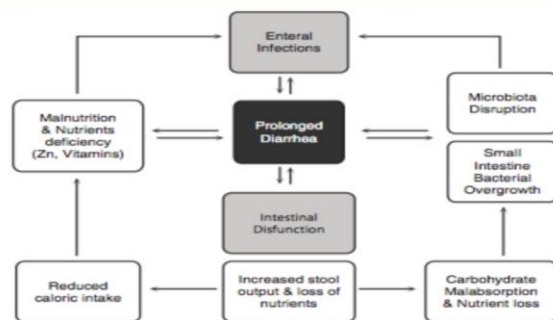 Enteral
Infections
Malnutrition
& Nutrients
deficiency
(Zn, Vitamins)
Prolonged
Diarrhea
Microbiota
Disruption
Small
Intestine
Bacterial
Overgrowth
Intestinal
Disfunction
Reduced
caloric intake
Increased stool
output & loss of
nutrients
Carbohydrate
Malabsorption
& Nutrient loss